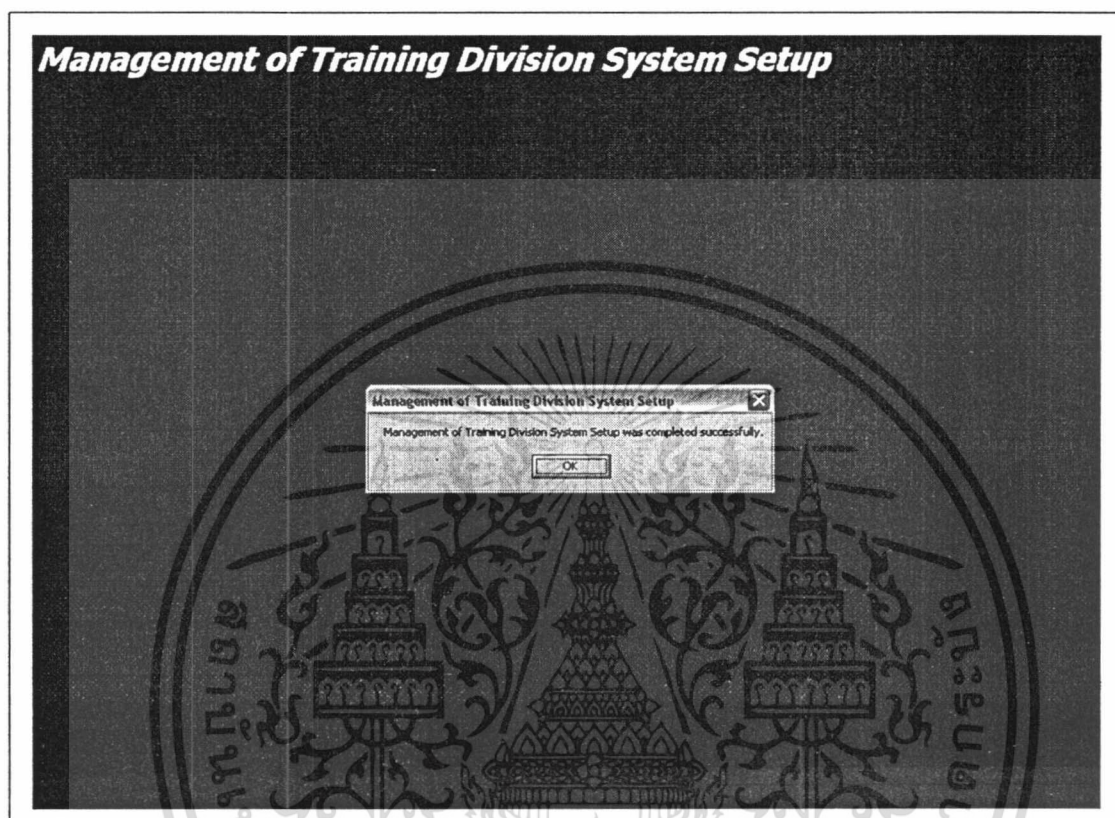 Management of Training Division System Setup
Management of Training Division System Setup
Management of Training Division System Setup was completed successfully.
OK